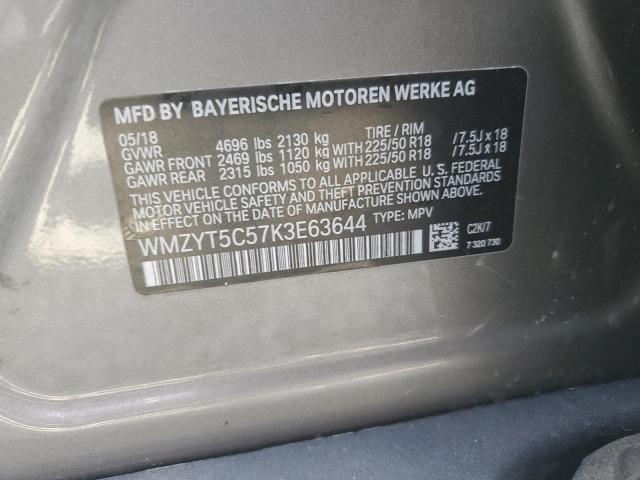 MFD BY BAYERISCHE MOTOREN WERKE AG
05/18 TIRE / RIM
GVWR 4696 lbs 2130 kg
GAWR FRONT 2469 lbs 1120 kg WITH 225/50 R18 /7.5J x 18
GAWR REAR 2315 lbs 1050 kg WITH 225/50 R18 /7.5J x 18
THIS VEHICLE CONFORMS TO ALL APPLICABLE U. S. FEDERAL
MOTOR VEHICLE SAFETY AND THEFT PREVENTION STANDARDS
IN EFFECT ON THE DATE OF MANUFACTURE SHOWN ABOVE.
WMZYT5C57K3E63644 TYPE: MPV
C2K/7
7 320 730